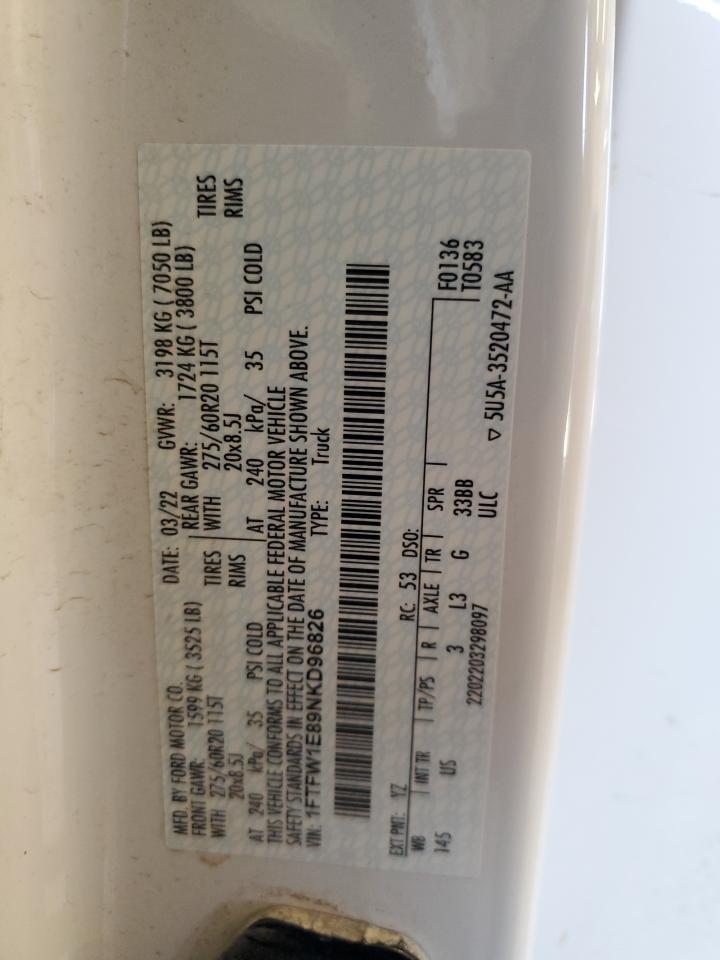 MFD. BY FORD MOTOR CO. DATE: 03/22 GVWR: 3198 KG ( 7050 LB)
FRONT GAWR: 1599 KG ( 3525 LB) REAR GAWR: 1724 KG ( 3800 LB)
WITH 275/60R20 115T TIRES WITH 275/60R20 115T TIRES
20x8.5J RIMS 20x8.5J RIMS
AT 240 kPa/ 35 PSI COLD AT 240 kPa/ 35 PSI COLD
THIS VEHICLE CONFORMS TO ALL APPLICABLE FEDERAL MOTOR VEHICLE
SAFETY STANDARDS IN EFFECT ON THE DATE OF MANUFACTURE SHOWN ABOVE.
VIN: 1FTFW1E89NKD96826 TYPE: Truck
EXT PNT: YZ RC: 53 DSO: F0136
WB INT TR TP/PS R AXLE TR SPR T0583
145 US 3 L3 G 33BB
2202203298097 ULC ▽ 5U5A-3520472-AA